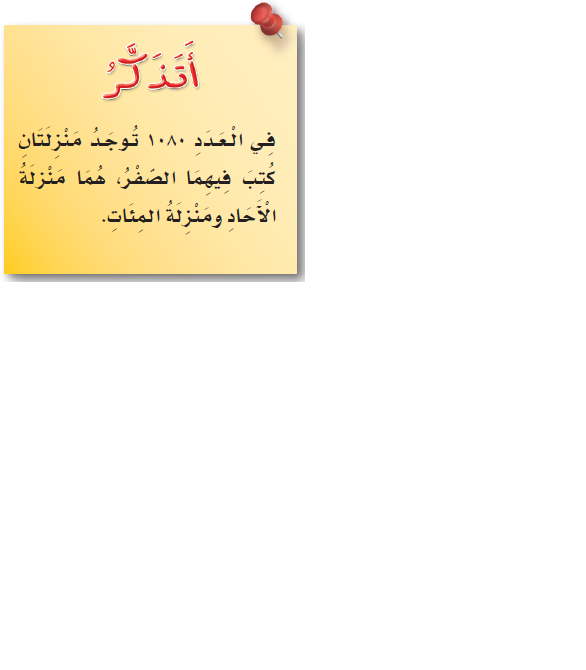 أَتَذَكَّرُ
فِي الْعَدَدِ ١٠٨٠ تُوجَدُ مَنْزِلَتَانِ
كُتِبَ فِيهِمَا الصّفْرُ، هُمَا مَنْزِلَةُ
الْآحَادِ ومَنْزِلَةُ المِئَاتِ.